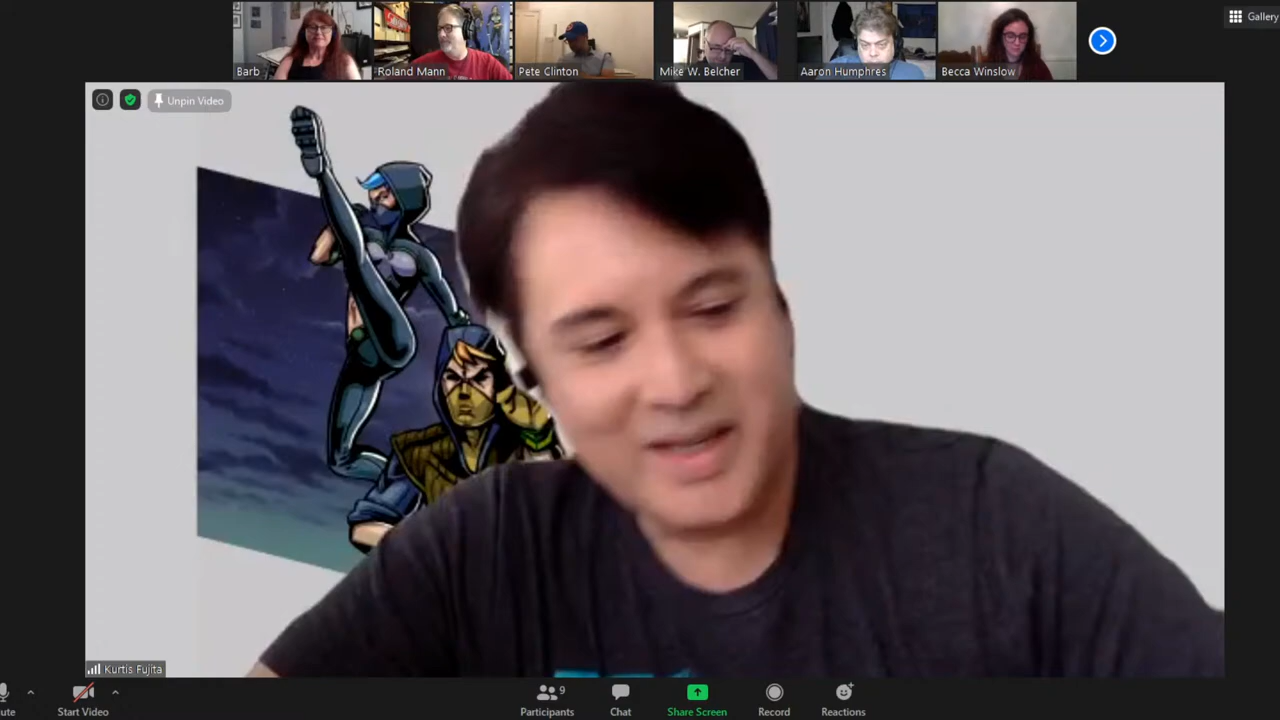 Barb
Roland Mann
Pete Clinton
Mike W. Belcher
Aaron Humphres
Becca Winslow
Gallery
Unpin Video
Kurtis Fujita
ute
Start Video
Participants
9
Chat
Share Screen
Record
Reactions